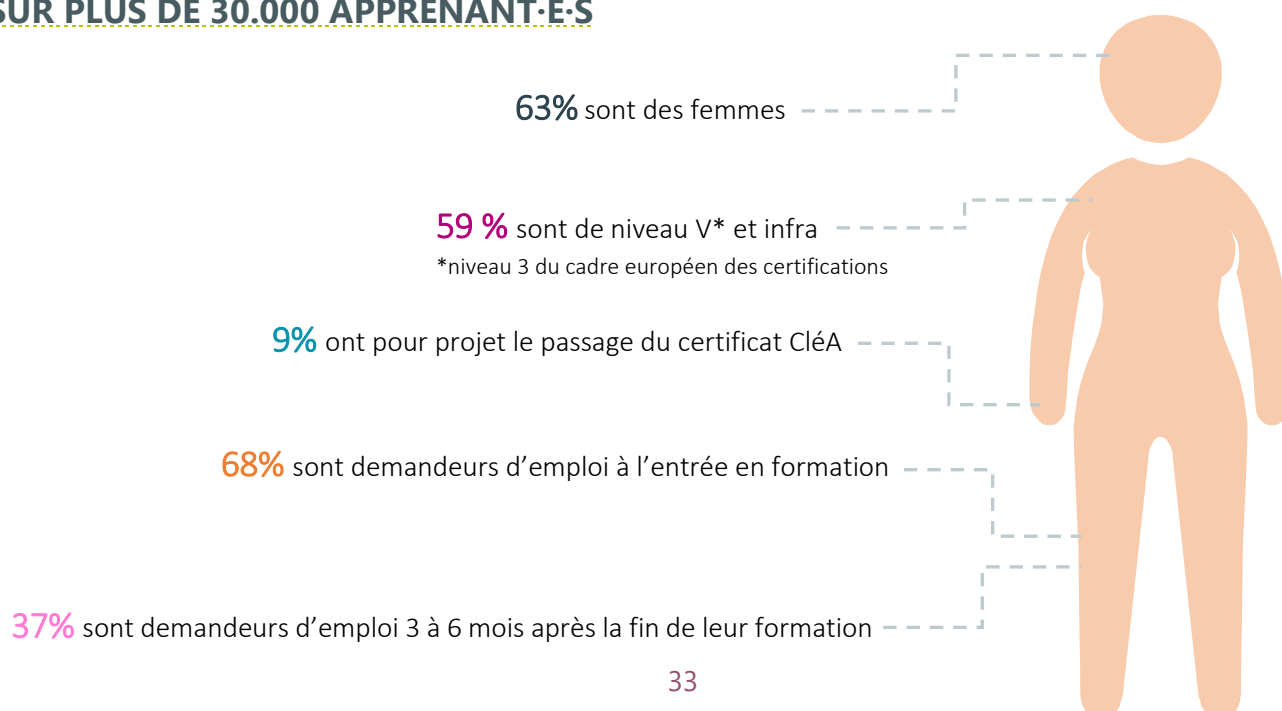 SUR PLUS DE 30.000 APPRENANT·E·S
63% sont des femmes
59 % sont de niveau V* et infra
*niveau 3 du cadre européen des certifications
9% ont pour projet le passage du certificat CléA
68% sont demandeurs d’emploi à l’entrée en formation
37% sont demandeurs d’emploi 3 à 6 mois après la fin de leur formation
33